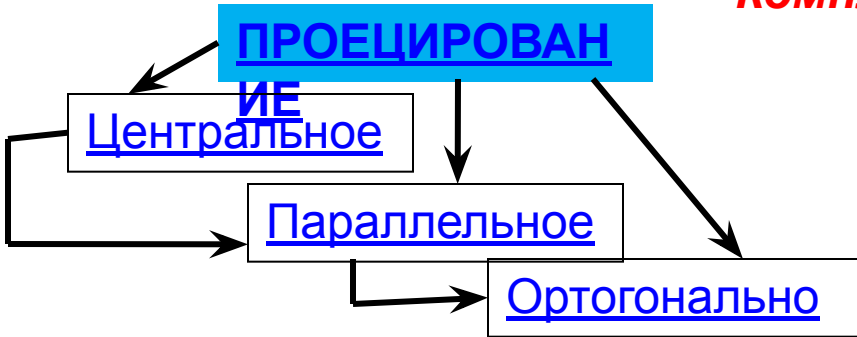 ПРОЕЦИРОВАН
ИЕ
Центральное
Параллельное
Ортогонально